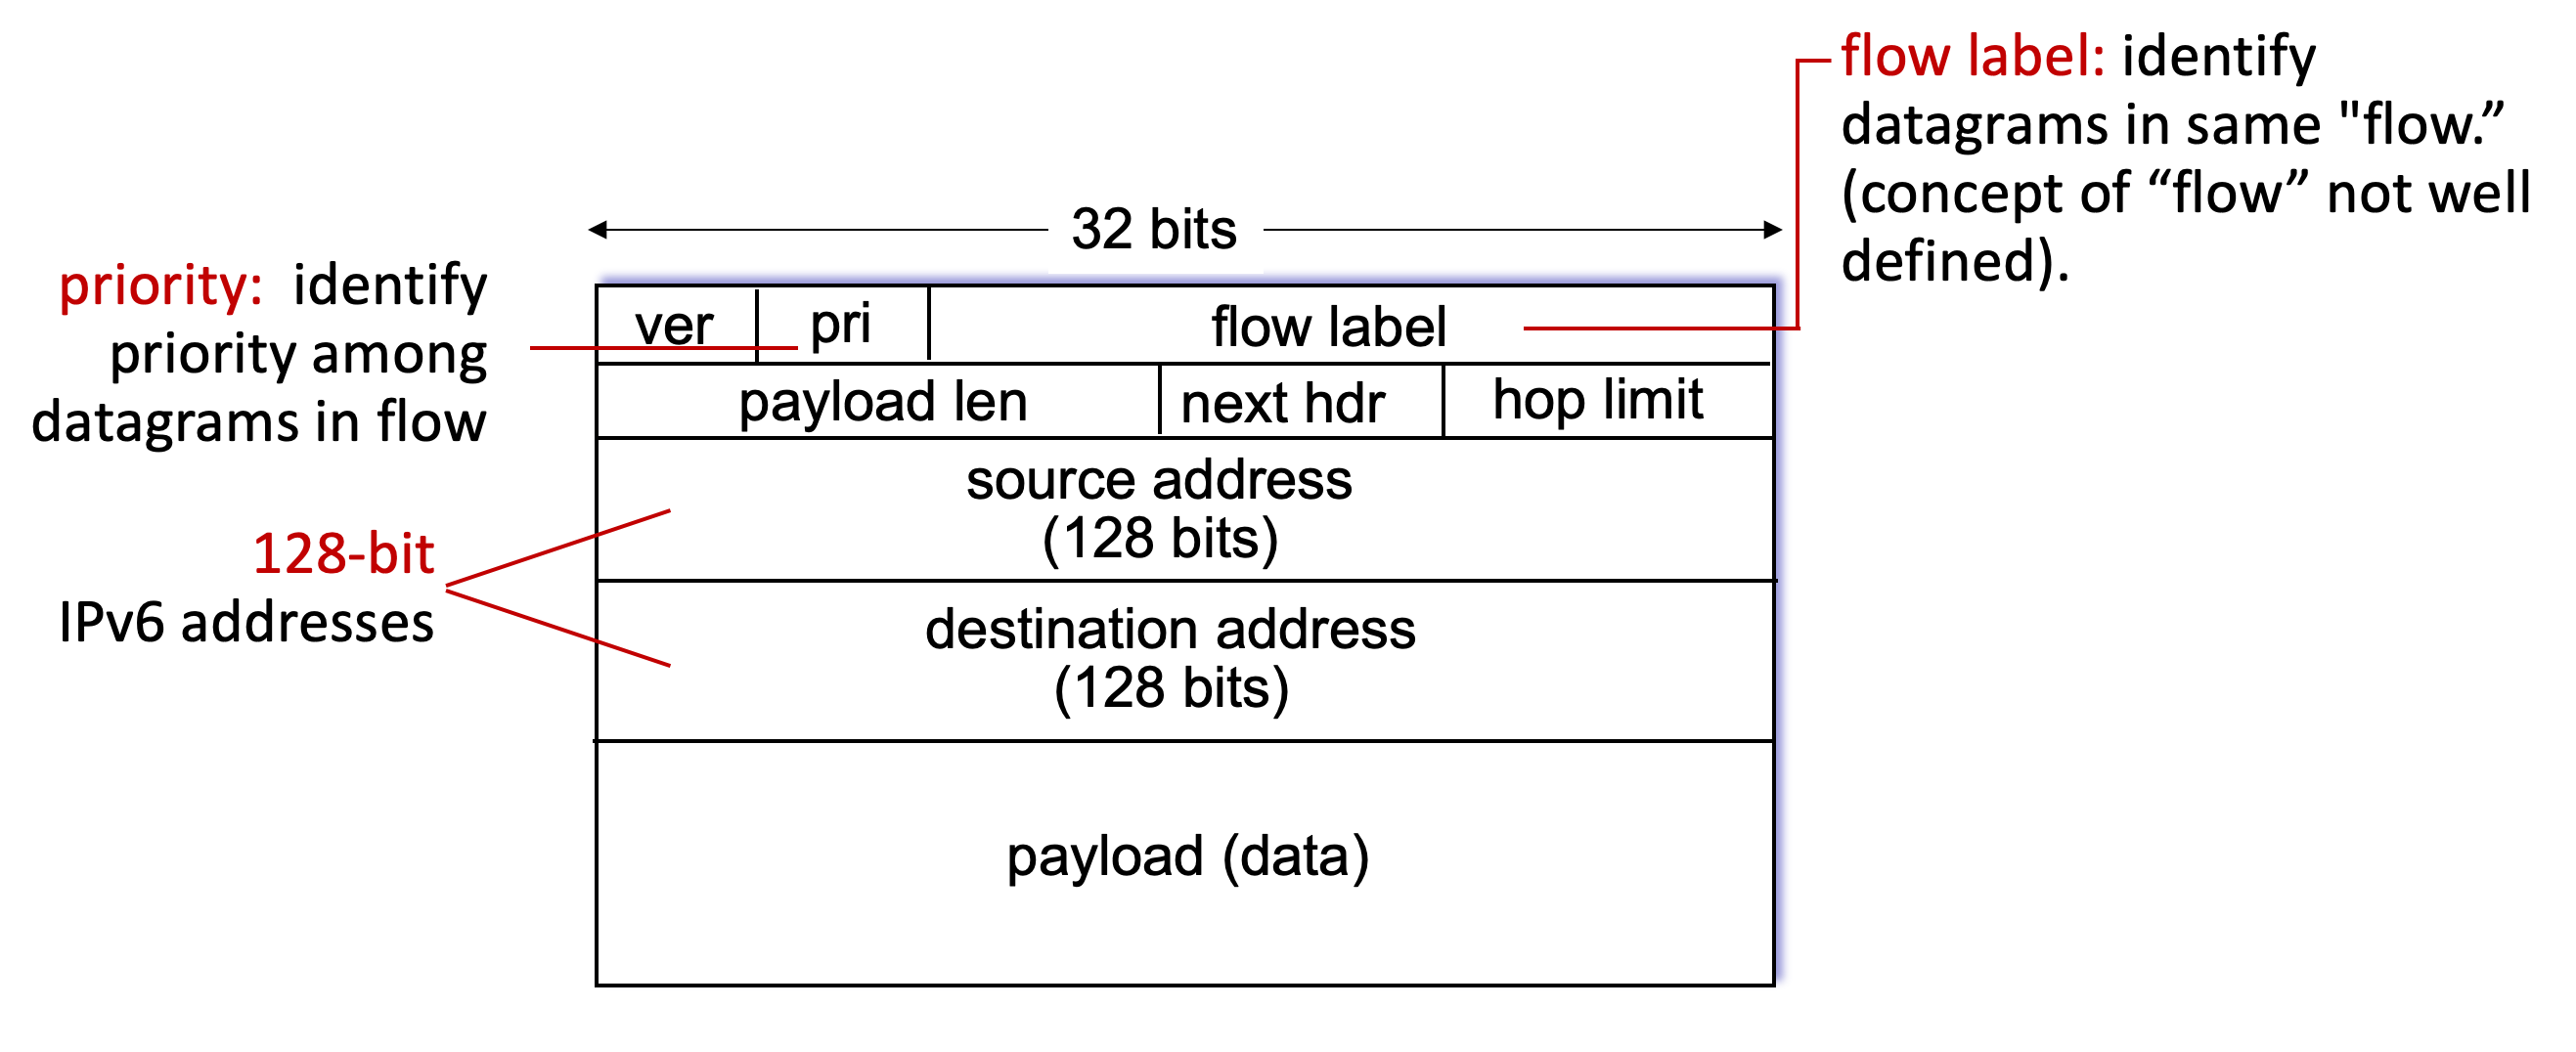 flow label: identify
datagrams in same "flow.”
(concept of “flow” not well
defined).
32 bits
priority: identify
priority among
datagrams in flow
ver pri flow label
payload len next hdr hop limit
source address
(128 bits)
128-bit
IPv6 addresses
destination address
(128 bits)
payload (data)